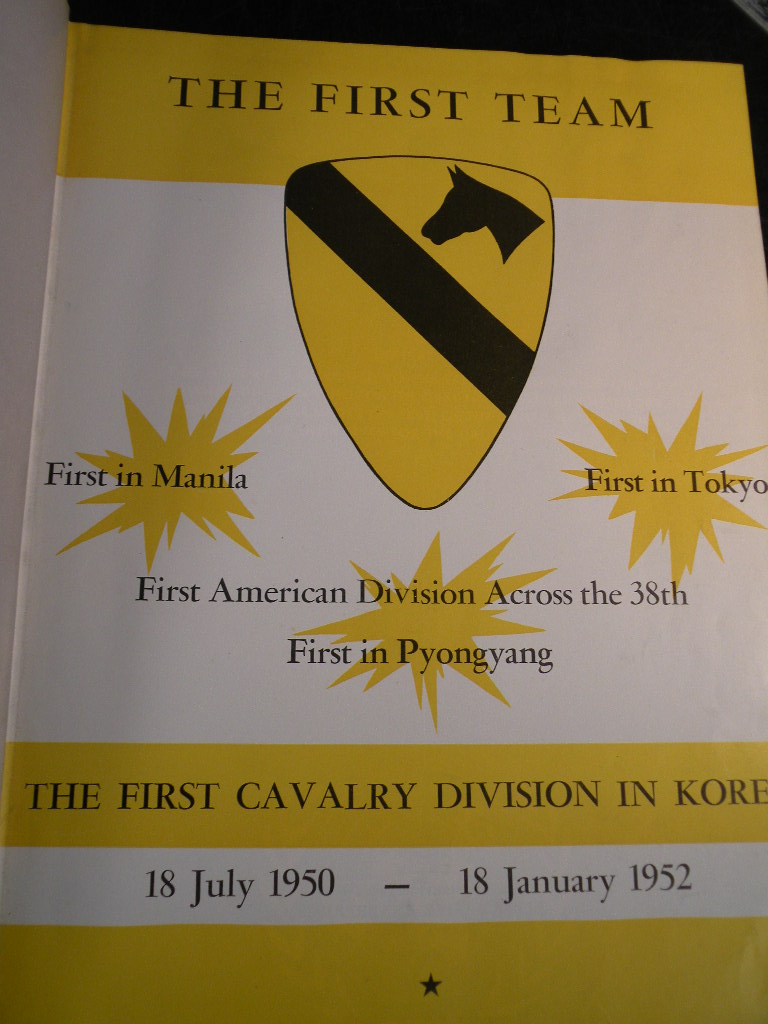 THE FIRST TEAM
First in Manila
First in Tokyo
First American Division Across the 38th
First in Pyongyang
THE FIRST CAVALRY DIVISION IN KORE
18 July 1950 — 18 January 1952